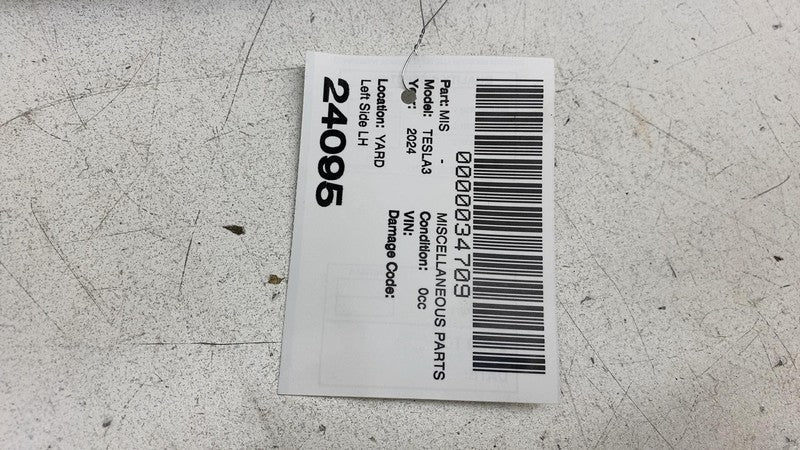 0000034709
Part: MIS - MISCELLANEOUS PARTS
Model: TESLA3 Condition: 0cc
Year: 2024 VIN:
Damage Code:
Location: YARD
Left Side LH
24095